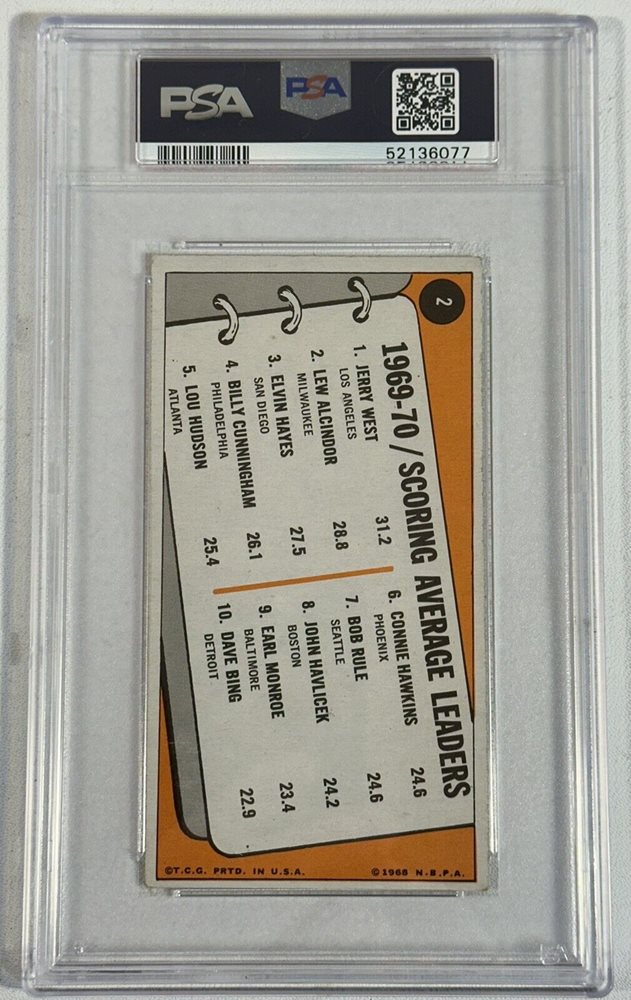 PSA
PSA
52136077
2
1969-70/SCORING AVERAGE LEADERS
1. JERRY WEST 31.2
LOS ANGELES
2. LEW ALCINDOR 28.8
MILWAUKEE
3. ELVIN HAYES 27.5
SAN DIEGO
4. BILLY CUNNINGHAM 26.1
PHILADELPHIA
5. LOU HUDSON 25.4
ATLANTA
6. CONNIE HAWKINS 24.6
PHOENIX
7. BOB RULE 24.6
SEATTLE
8. JOHN HAVLICEK 24.2
BOSTON
9. EARL MONROE 23.4
BALTIMORE
10. DAVE BING 22.9
DETROIT
©T.C.G. PRTD. IN U.S.A. ©1968 N.B.P.A.